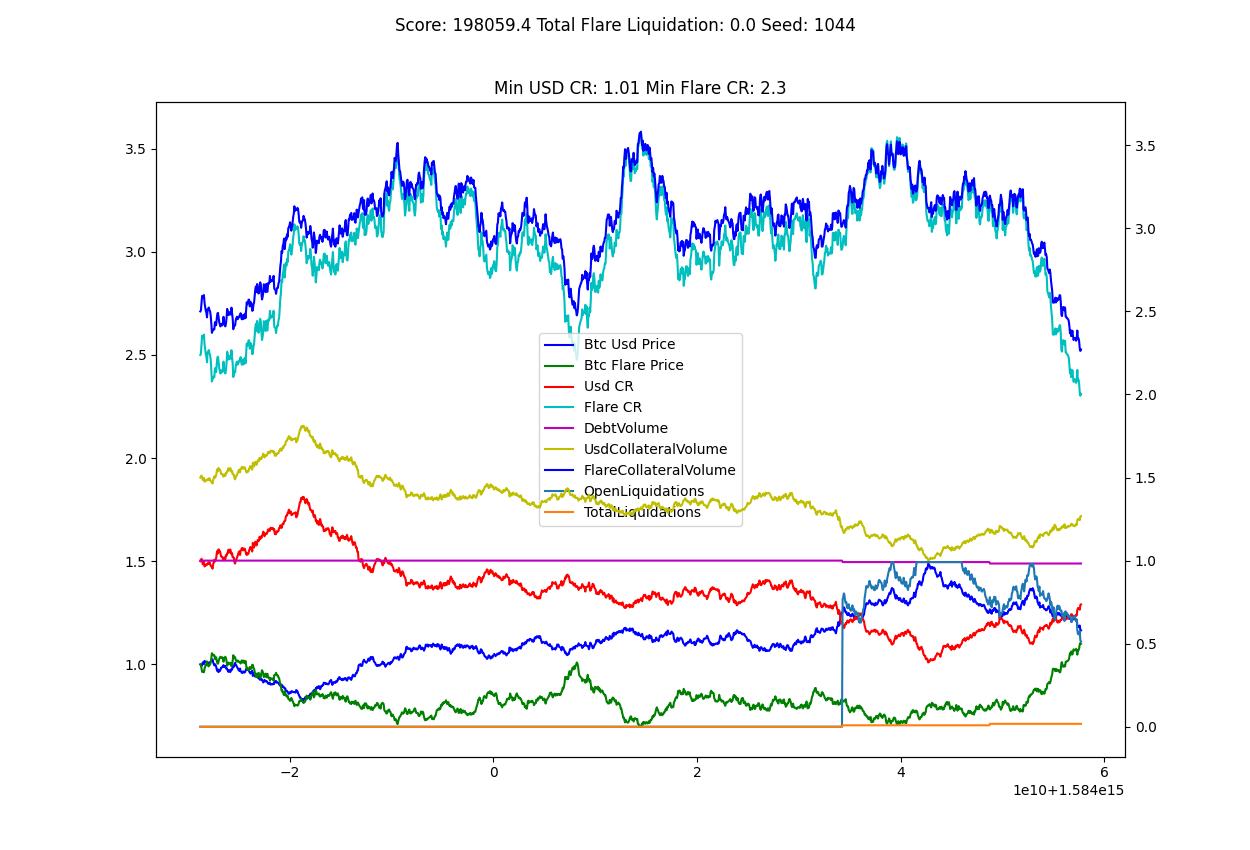 Score: 198059.4 Total Flare Liquidation: 0.0 Seed: 1044
Min USD CR: 1.01 Min Flare CR: 2.3
3.5
3.0
2.5
2.0
1.5
1.0
3.5
3.0
2.5
2.0
1.5
1.0
0.5
0.0
Btc Usd Price
Btc Flare Price
Usd CR
Flare CR
DebtVolume
UsdCollateralVolume
FlareCollateralVolume
OpenLiquidations
TotalLiquidations
−2 0 2 4 6
1e10+1.584e15